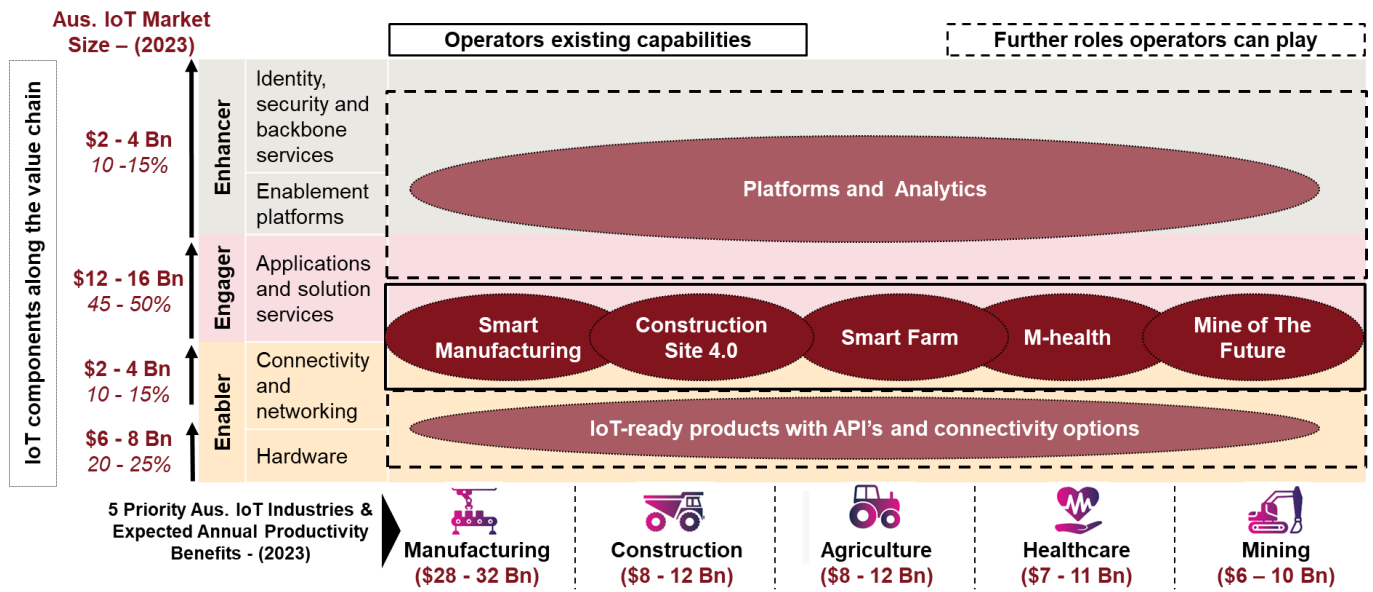 Aus. IoT Market
Size – (2023)
Operators existing capabilities
Further roles operators can play
IoT components along the value chain
$2 - 4 Bn
10 -15%
Enhancer
Identity,
security and
backbone
services
Enablement
platforms
Platforms and Analytics
$12 - 16 Bn
45 - 50%
Engager
Applications
and solution
services
Smart
Manufacturing
Construction
Site 4.0
Smart Farm
M-health
Mine of The
Future
$2 - 4 Bn
10 - 15%
Enabler
Connectivity
and
networking
$6 - 8 Bn
20 - 25%
Hardware
IoT-ready products with API's and connectivity options
5 Priority Aus. IoT Industries &
Expected Annual Productivity
Benefits - (2023)
Manufacturing
($28 - 32 Bn)
Construction
($8 - 12 Bn)
Agriculture
($8 - 12 Bn)
Healthcare
($7 - 11 Bn)
Mining
($6 – 10 Bn)